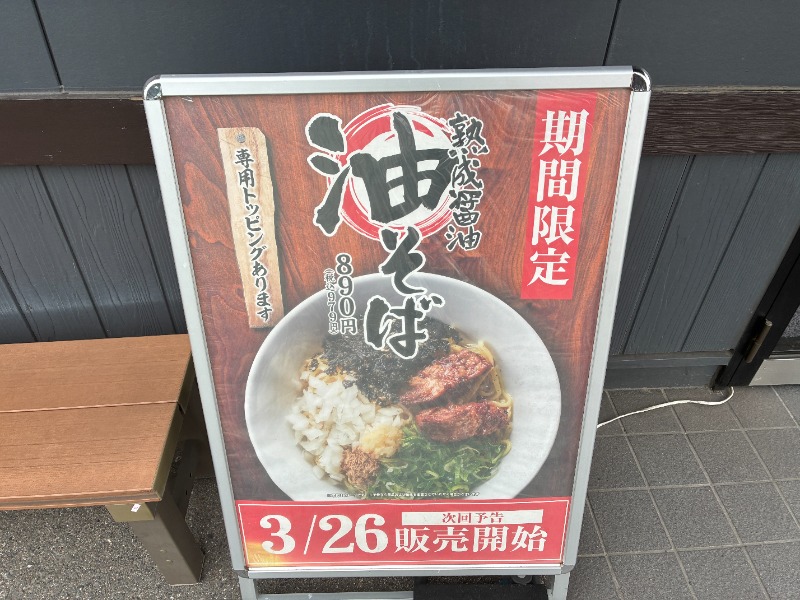 期間限定
熟成醤油
油そば
890円
(税込979円)
専用トッピングあります
次回予告
3/26 販売開始